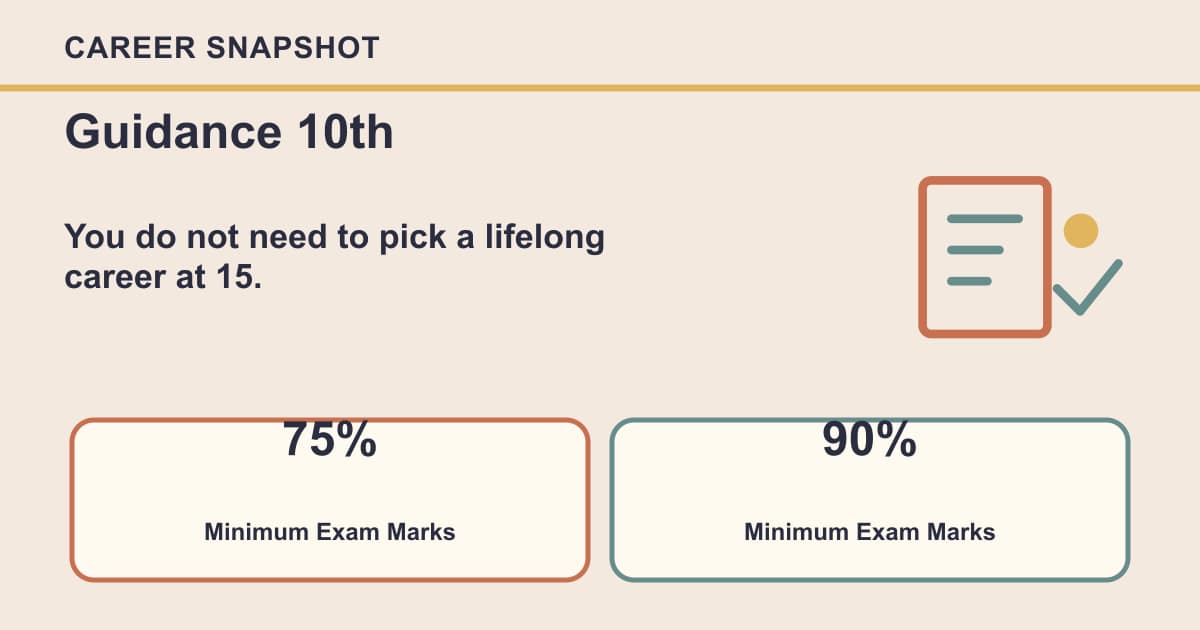 CAREER SNAPSHOT
Guidance 10th
You do not need to pick a lifelong
career at 15.
75%
Minimum Exam Marks
90%
Minimum Exam Marks